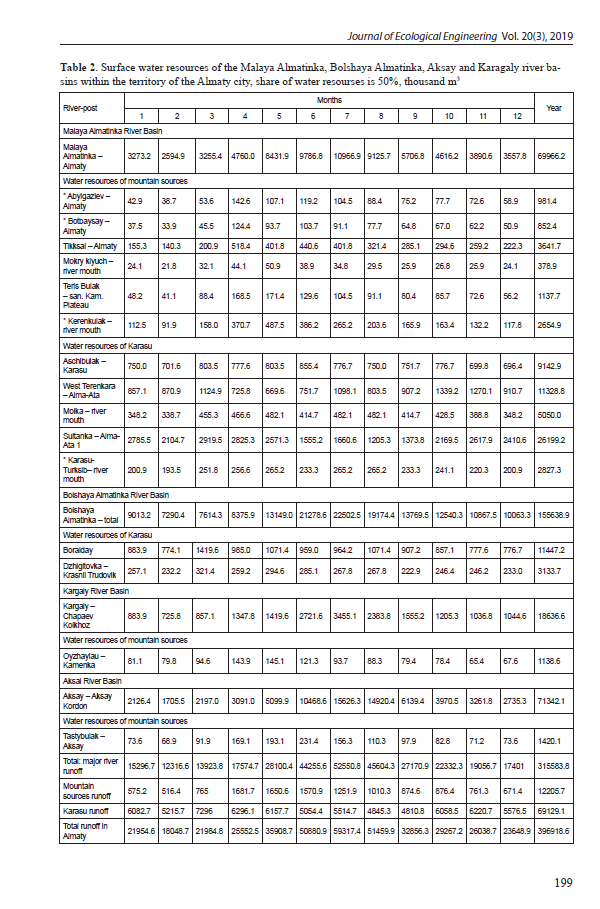 Journal of Ecological Engineering Vol. 20(3), 2019
Table 2. Surface water resources of the Malaya Almatinka, Bolshaya Almatinka, Aksay and Karagaly river ba-
sins within the territory of the Almaty city, share of water resourses is 50%, thousand m³
River-post Months Year
1 2 3 4 5 6 7 8 9 10 11 12
Malaya Almatinka River Basin
Malaya
Almatinka –
Almaty
3273.2 2594.9 3255.4 4760.0 8431.9 9786.8 10966.9 9125.7 5706.8 4616.2 3890.6 3557.8 69966.2
Water resources of mountain sources
* Abylgaziev –
Almaty
42.9 38.7 53.6 142.6 107.1 119.2 104.5 88.4 75.2 77.7 72.6 58.9 981.4
* Botbaysay –
Almaty
37.5 33.9 45.5 124.4 93.7 103.7 91.1 77.7 64.8 67.0 62.2 50.9 852.4
Tikksai – Almaty 155.3 140.3 200.9 518.4 401.8 440.6 401.8 321.4 285.1 294.6 259.2 222.3 3641.7
Mokry klyuch –
river mouth
24.1 21.8 32.1 44.1 50.9 38.9 34.8 29.5 25.9 26.8 25.9 24.1 378.9
Teris Bulak
– san. Kam.
Plateau
48.2 41.1 88.4 168.5 171.4 129.6 104.5 91.1 80.4 85.7 72.6 56.2 1137.7
* Kerenkulak –
river mouth
112.5 91.9 158.0 370.7 487.5 386.2 265.2 203.6 165.9 163.4 132.2 117.8 2654.9
Water resources of Karasu
Aschibulak –
Karasu
750.0 701.6 803.5 777.6 803.5 855.4 776.7 750.0 751.7 776.7 699.8 696.4 9142.9
West Terenkara
– Alma-Ata
857.1 870.9 1124.9 725.8 669.6 751.7 1098.1 803.5 907.2 1339.2 1270.1 910.7 11328.8
Moika – river
mouth
348.2 338.7 455.3 466.6 482.1 414.7 482.1 482.1 414.7 428.5 388.8 348.2 5050.0
Sultanka – Alma-
Ata 1
2785.5 2104.7 2919.5 2825.3 2571.3 1555.2 1660.6 1205.3 1373.8 2169.5 2617.9 2410.6 26199.2
* Karasu-
Turksib– river
mouth
200.9 193.5 251.8 256.6 265.2 233.3 265.2 265.2 233.3 241.1 220.3 200.9 2827.3
Bolshaya Almatinka River Basin
Bolshaya
Almatinka – total
9013.2 7290.4 7614.3 8375.9 13149.0 21278.6 22502.5 19174.4 13769.5 12540.3 10867.5 10063.3 155638.9
Water resources of Karasu
Boralday 883.9 774.1 1419.6 985.0 1071.4 959.0 964.2 1071.4 907.2 857.1 777.6 776.7 11447.2
Dzhigitovka –
Krasnii Trudovik
257.1 232.2 321.4 259.2 294.6 285.1 267.8 267.8 222.9 246.4 246.2 233.0 3133.7
Kargaly River Basin
Kargaly –
Chapaev
Kolkhoz
883.9 725.8 857.1 1347.8 1419.6 2721.6 3455.1 2383.8 1555.2 1205.3 1036.8 1044.6 18636.6
Water resources of mountain sources
Oyzhaylau –
Kamenka
81.1 79.8 94.6 143.9 145.1 121.3 93.7 88.3 79.4 78.4 65.4 67.6 1138.6
Aksai River Basin
Aksay – Aksay
Kordon
2126.4 1705.5 2197.0 3091.0 5099.9 10468.6 15626.3 14920.4 6139.4 3970.5 3261.8 2735.3 71342.1
Water resources of mountain sources
Tastybulak –
Aksay
73.6 68.9 91.9 169.1 193.1 231.4 156.3 110.3 97.9 82.8 71.2 73.6 1420.1
Total: major river
runoff
15296.7 12316.6 13923.8 17574.7 28100.4 44255.6 52550.8 45604.3 27170.9 22332.3 19056.7 17401 315583.8
Mountain
sources runoff
575.2 516.4 765 1681.7 1650.6 1570.9 1251.9 1010.3 874.6 876.4 761.3 671.4 12205.7
Karasu runoff 6082.7 5215.7 7296 6296.1 6157.7 5054.4 5514.7 4845.3 4810.8 6058.5 6220.7 5576.5 69129.1
Total runoff in
Almaty
21954.6 18048.7 21984.8 25552.5 35908.7 50880.9 59317.4 51459.9 32856.3 29267.2 26038.7 23648.9 396918.6
199